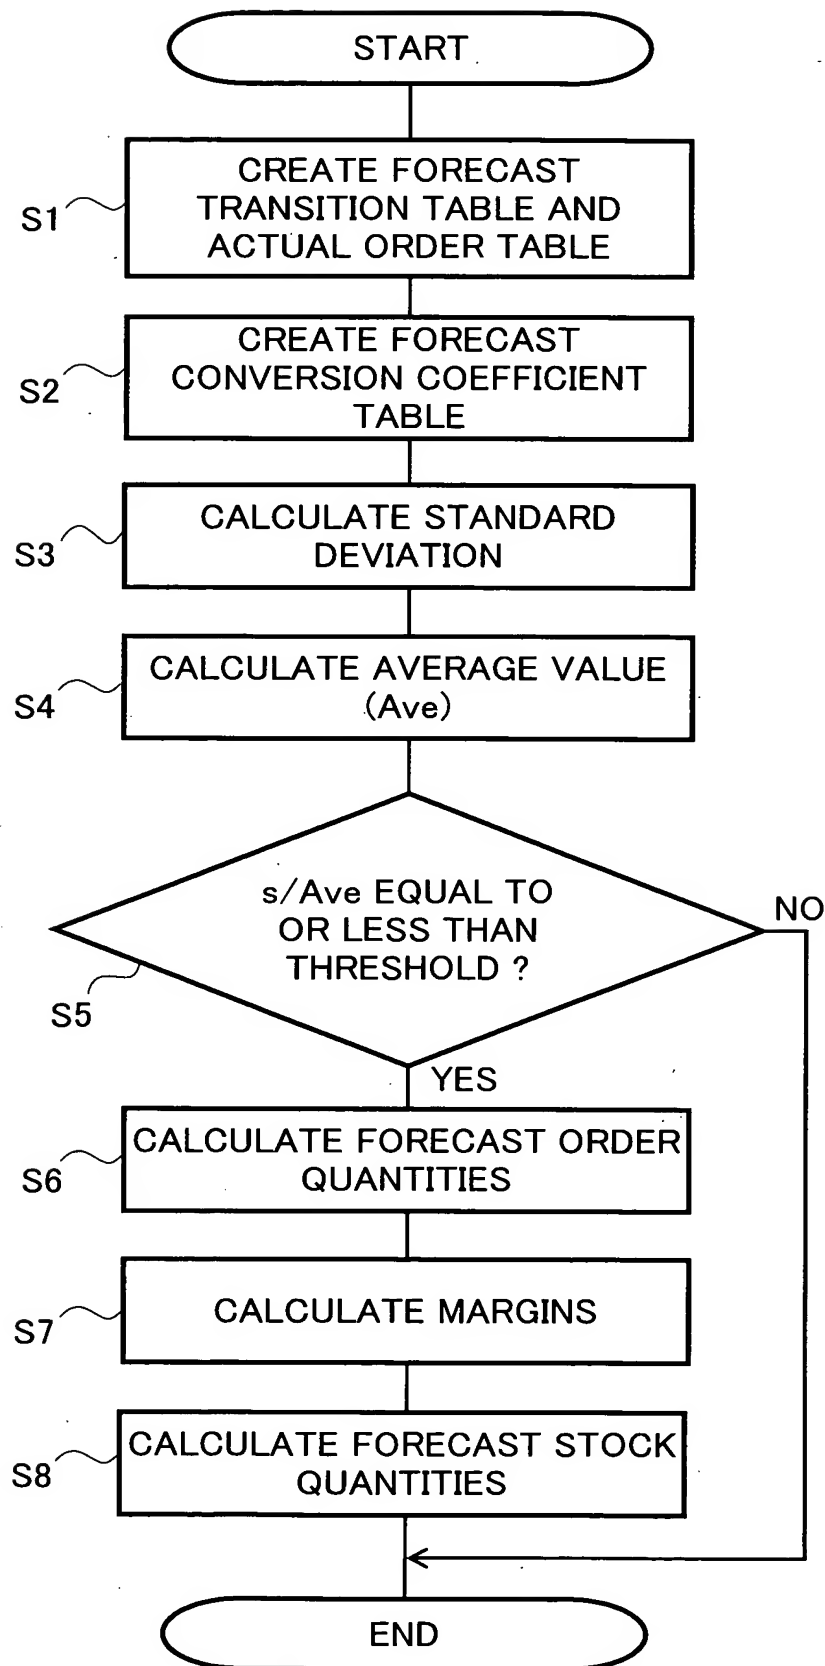 START
S1
CREATE FORECAST
TRANSITION TABLE AND
ACTUAL ORDER TABLE
S2
CREATE FORECAST
CONVERSION COEFFICIENT
TABLE
S3
CALCULATE STANDARD
DEVIATION
S4
CALCULATE AVERAGE VALUE
(Ave)
S5
s/Ave EQUAL TO
OR LESS THAN
THRESHOLD ?
NO
YES
S6
CALCULATE FORECAST ORDER
QUANTITIES
S7
CALCULATE MARGINS
S8
CALCULATE FORECAST STOCK
QUANTITIES
END